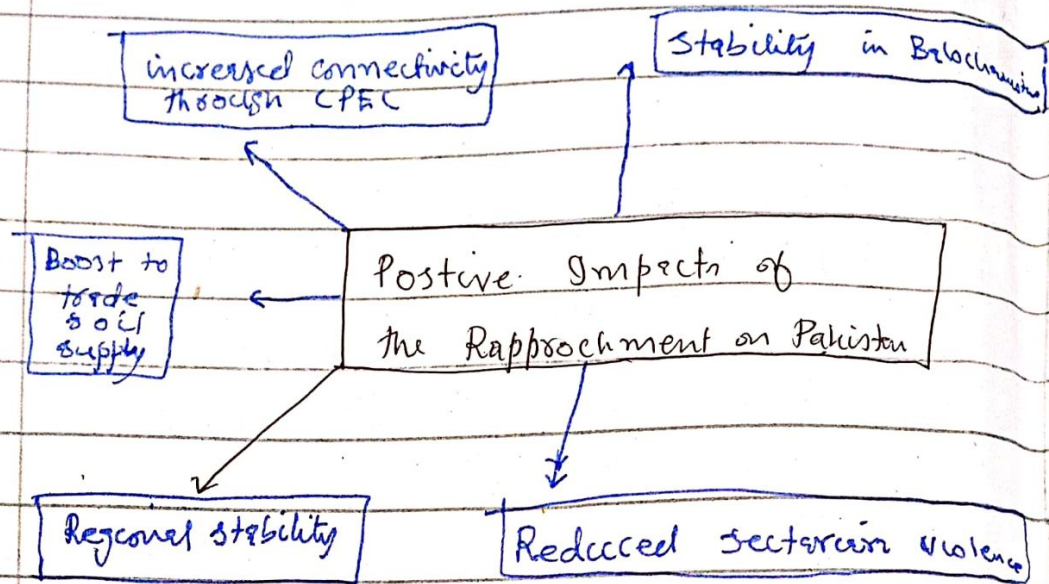 increased connectivity
through CPEC
Stability in Balochistan
Boost to
trade
& oil
supply
Postive Impacts of
the Rapprochment on Pakistan
Regional stability
Reduced sectarian violence